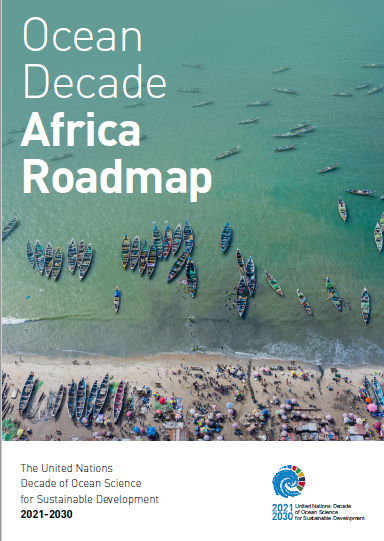 Ocean
Decade
Africa
Roadmap
The United Nations
Decade of Ocean Science
for Sustainable Development
2021-2030
2021
2030
United Nations Decade
of Ocean Science
for Sustainable Development